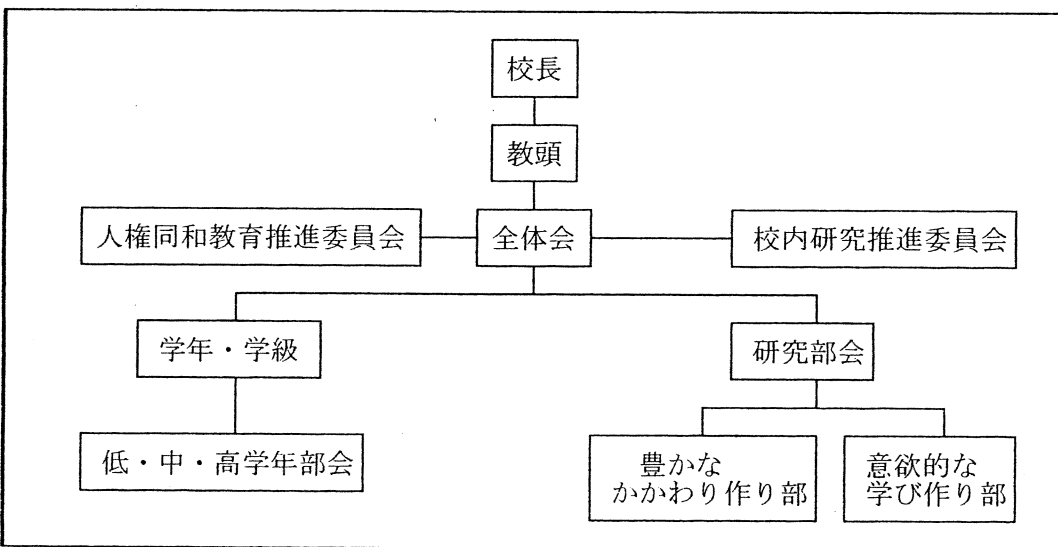 校長
教頭
人権同和教育推進委員会
全体会
校内研究推進委員会
学年・学級
研究部会
低・中・高学年部会
豊かな
かかわり作り部
意欲的な
学び作り部